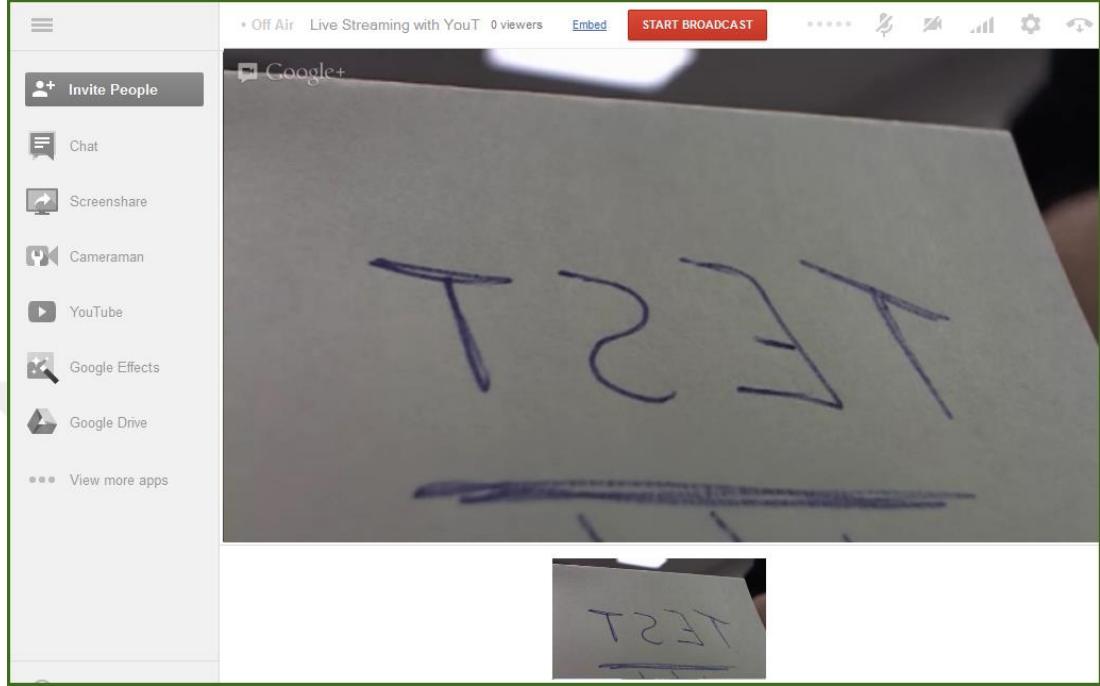 • Off Air Live Streaming with YouT 0 viewers Embed START BROADCAST
Invite People
Chat
Screenshare
Cameraman
YouTube
Google Effects
Google Drive
View more apps
Google+
TEST
TEST